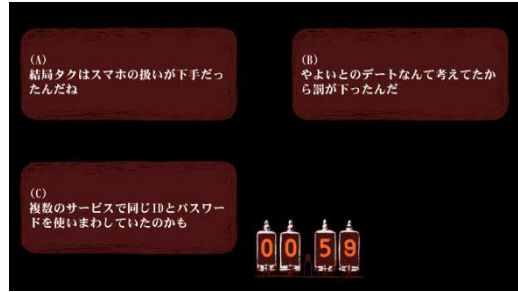 (A)
結局タクはスマホの扱いが下手だっ
たんだね
(B)
やよいとのデートなんて考えてたか
ら罰が下ったんだ
(C)
複数のサービスで同じIDとパスワー
ドを使いまわしていたのかも
00.59